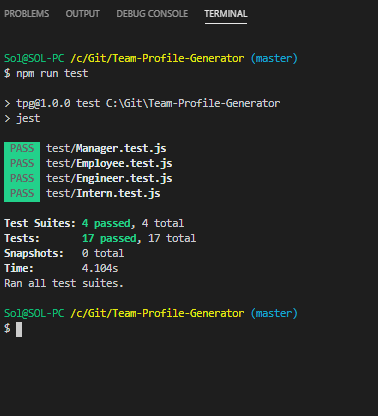 PROBLEMS OUTPUT DEBUG CONSOLE TERMINAL
Sol@SOL-PC /c/Git/Team-Profile-Generator (master)
$ npm run test
> tpg@1.0.0 test C:\Git\Team-Profile-Generator
> jest
PASS test/Manager.test.js
PASS test/Employee.test.js
PASS test/Engineer.test.js
PASS test/Intern.test.js
Test Suites: 4 passed, 4 total
Tests: 17 passed, 17 total
Snapshots: 0 total
Time: 4.104s
Ran all test suites.
Sol@SOL-PC /c/Git/Team-Profile-Generator (master)
$